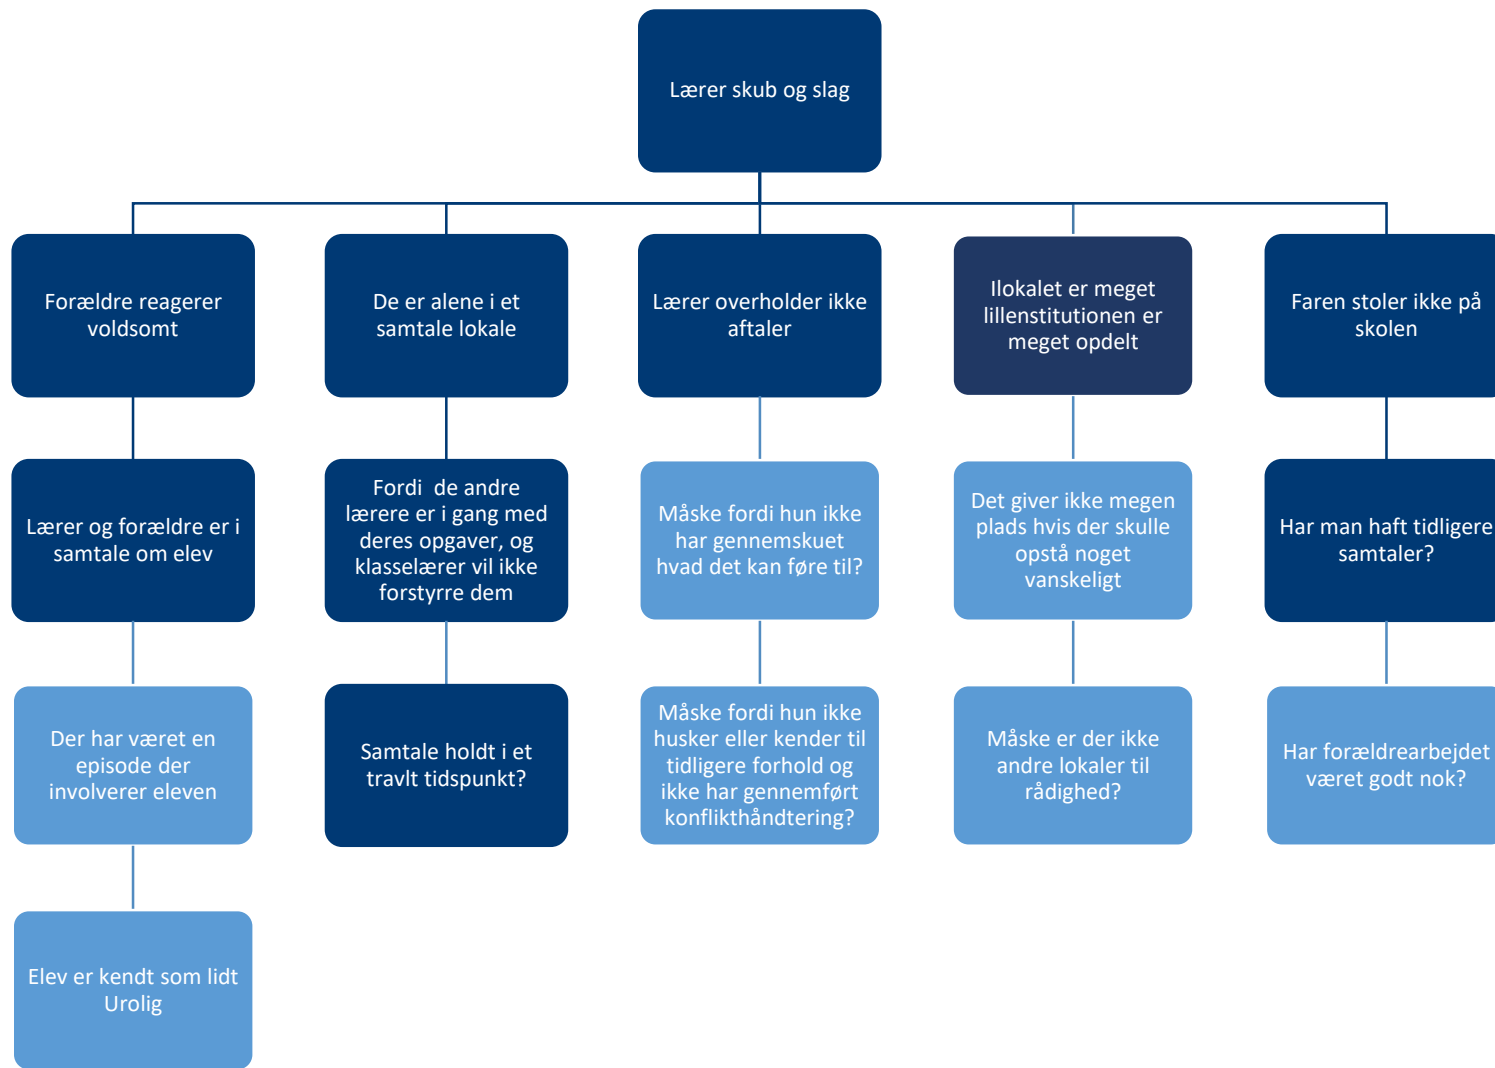 Lærer skub og slag
Forældre reagerer
voldsomt
De er alene i et
samtale lokale
Lærer overholder ikke
aftaler
Ilokalet er meget
lillenstitutionen er
meget opdelt
Faren stoler ikke på
skolen
Lærer og forældre er i
samtale om elev
Fordi  de andre
lærere er i gang med
deres opgaver, og
klasselærer vil ikke
forstyrre dem
Måske fordi hun ikke
har gennemskuet
hvad det kan føre til?
Det giver ikke megen
plads hvis der skulle
opstå noget
vanskeligt
Har man haft tidligere
samtaler?
Der har været en
episode der
involverer eleven
Samtale holdt i et
travlt tidspunkt?
Måske fordi hun ikke
husker eller kender til
tidligere forhold og
ikke har gennemført
konflikthåndtering?
Måske er der ikke
andre lokaler til
rådighed?
Har forældrearbejdet
været godt nok?
Elev er kendt som lidt
Urolig